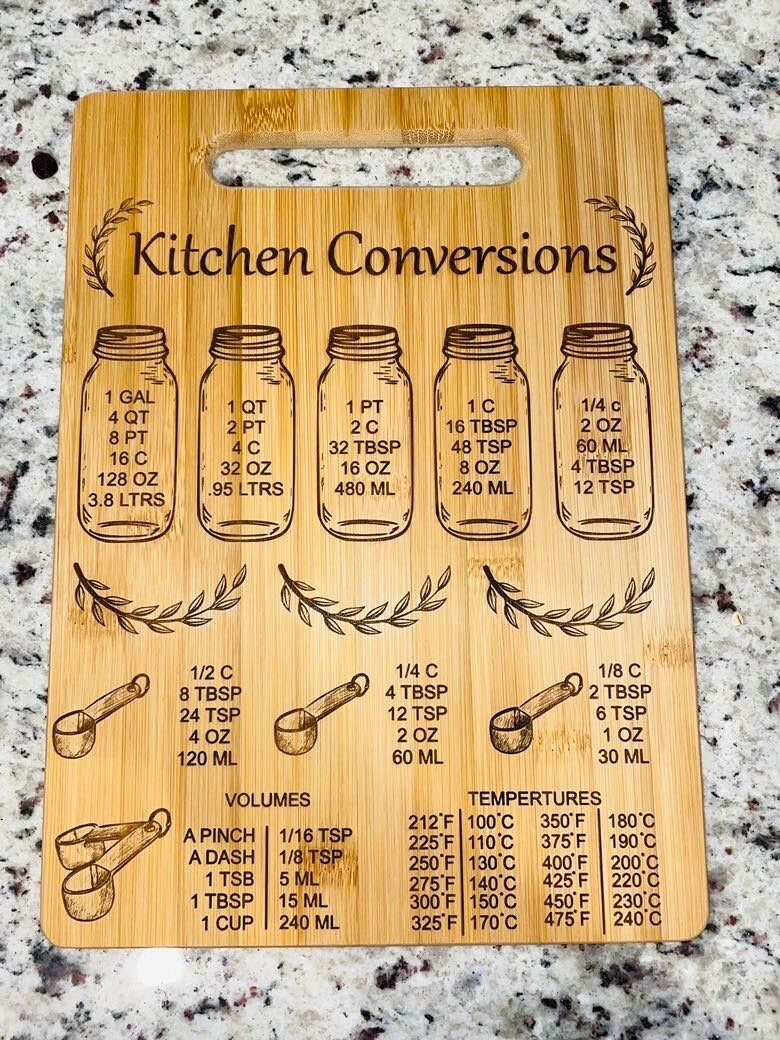 Kitchen Conversions
1 GAL
4 QT
8 PT
16 C
128 OZ
3.8 LTRS
1 QT
2 PT
4 C
32 OZ
.95 LTRS
1 PT
2 C
32 TBSP
16 OZ
480 ML
1 C
16 TBSP
48 TSP
8 OZ
240 ML
1/4 c
2 OZ
60 ML
4 TBSP
12 TSP
1/2 C
8 TBSP
24 TSP
4 OZ
120 ML
1/4 C
4 TBSP
12 TSP
2 OZ
60 ML
1/8 C
2 TBSP
6 TSP
1 OZ
30 ML
VOLUMES
A PINCH 1/16 TSP
A DASH 1/8 TSP
1 TSB 5 ML
1 TBSP 15 ML
1 CUP 240 ML
TEMPERTURES
212°F 100°C 350°F 180°C
225°F 110°C 375°F 190°C
250°F 130°C 400°F 200°C
275°F 140°C 425°F 220°C
300°F 150°C 450°F 230°C
325°F 170°C 475°F 240°C